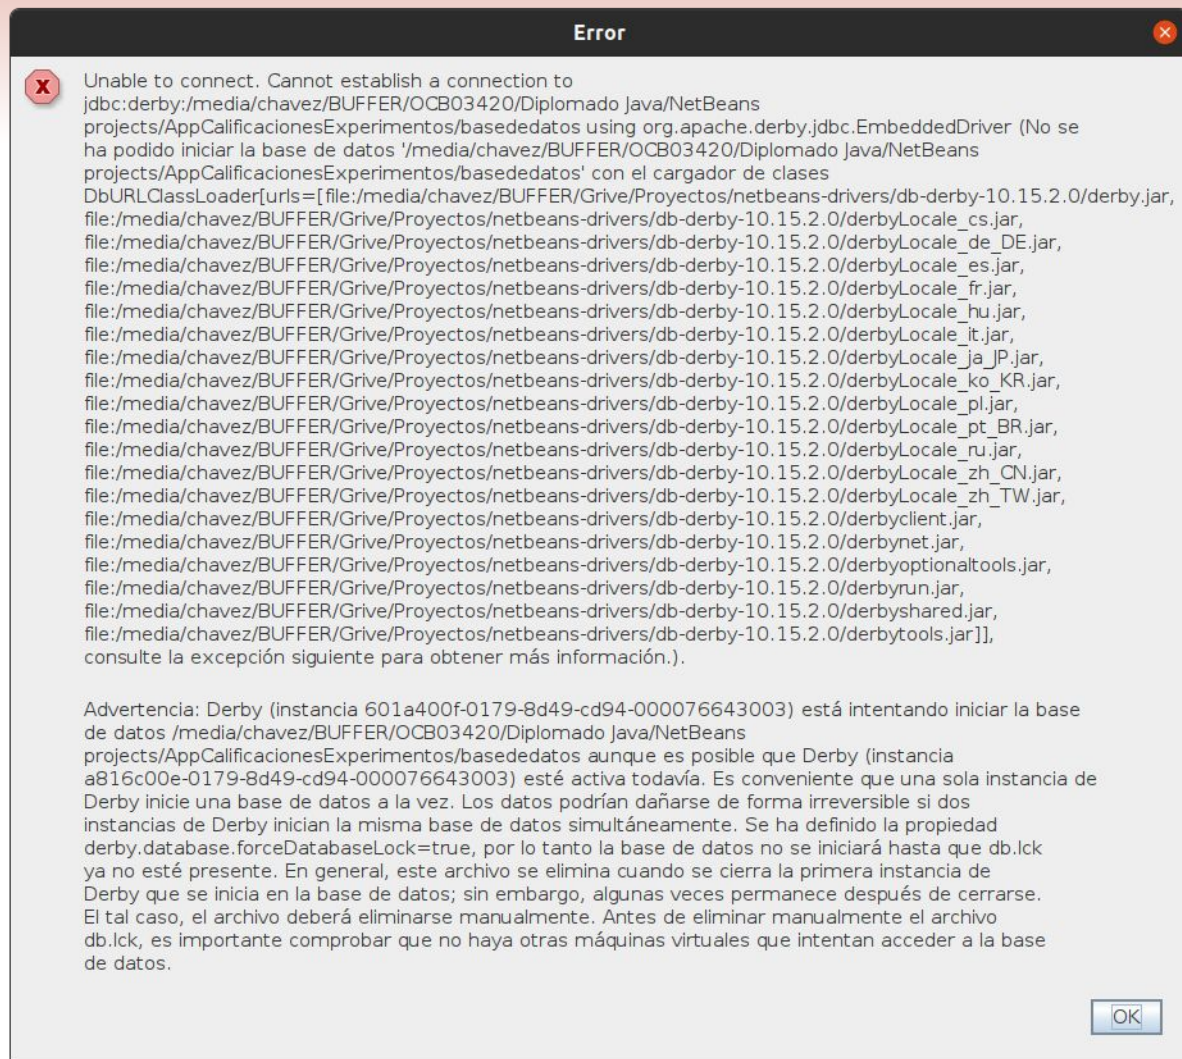 Error
Unable to connect. Cannot establish a connection to
jdbc:derby:/media/chavez/BUFFER/OCB03420/Diplomado Java/NetBeans
projects/AppCalificacionesExperimentos/basededatos using org.apache.derby.jdbc.EmbeddedDriver (No se
ha podido iniciar la base de datos '/media/chavez/BUFFER/OCB03420/Diplomado Java/NetBeans
projects/AppCalificacionesExperimentos/basededatos' con el cargador de clases
DbURLClassLoader[urls=[file:/media/chavez/BUFFER/Grive/Proyectos/netbeans-drivers/db-derby-10.15.2.0/derby.jar,
file:/media/chavez/BUFFER/Grive/Proyectos/netbeans-drivers/db-derby-10.15.2.0/derbyLocale_cs.jar,
file:/media/chavez/BUFFER/Grive/Proyectos/netbeans-drivers/db-derby-10.15.2.0/derbyLocale_de_DE.jar,
file:/media/chavez/BUFFER/Grive/Proyectos/netbeans-drivers/db-derby-10.15.2.0/derbyLocale_es.jar,
file:/media/chavez/BUFFER/Grive/Proyectos/netbeans-drivers/db-derby-10.15.2.0/derbyLocale_fr.jar,
file:/media/chavez/BUFFER/Grive/Proyectos/netbeans-drivers/db-derby-10.15.2.0/derbyLocale_hu.jar,
file:/media/chavez/BUFFER/Grive/Proyectos/netbeans-drivers/db-derby-10.15.2.0/derbyLocale_it.jar,
file:/media/chavez/BUFFER/Grive/Proyectos/netbeans-drivers/db-derby-10.15.2.0/derbyLocale_ja_JP.jar,
file:/media/chavez/BUFFER/Grive/Proyectos/netbeans-drivers/db-derby-10.15.2.0/derbyLocale_ko_KR.jar,
file:/media/chavez/BUFFER/Grive/Proyectos/netbeans-drivers/db-derby-10.15.2.0/derbyLocale_pl.jar,
file:/media/chavez/BUFFER/Grive/Proyectos/netbeans-drivers/db-derby-10.15.2.0/derbyLocale_pt_BR.jar,
file:/media/chavez/BUFFER/Grive/Proyectos/netbeans-drivers/db-derby-10.15.2.0/derbyLocale_ru.jar,
file:/media/chavez/BUFFER/Grive/Proyectos/netbeans-drivers/db-derby-10.15.2.0/derbyLocale_zh_CN.jar,
file:/media/chavez/BUFFER/Grive/Proyectos/netbeans-drivers/db-derby-10.15.2.0/derbyLocale_zh_TW.jar,
file:/media/chavez/BUFFER/Grive/Proyectos/netbeans-drivers/db-derby-10.15.2.0/derbyclient.jar,
file:/media/chavez/BUFFER/Grive/Proyectos/netbeans-drivers/db-derby-10.15.2.0/derbynet.jar,
file:/media/chavez/BUFFER/Grive/Proyectos/netbeans-drivers/db-derby-10.15.2.0/derbyoptionaltools.jar,
file:/media/chavez/BUFFER/Grive/Proyectos/netbeans-drivers/db-derby-10.15.2.0/derbyrun.jar,
file:/media/chavez/BUFFER/Grive/Proyectos/netbeans-drivers/db-derby-10.15.2.0/derbyshared.jar,
file:/media/chavez/BUFFER/Grive/Proyectos/netbeans-drivers/db-derby-10.15.2.0/derbytools.jar]],
consulte la excepción siguiente para obtener más información.).
Advertencia: Derby (instancia 601a400f-0179-8d49-cd94-000076643003) está intentando iniciar la base
de datos /media/chavez/BUFFER/OCB03420/Diplomado Java/NetBeans
projects/AppCalificacionesExperimentos/basededatos aunque es posible que Derby (instancia
a816c00e-0179-8d49-cd94-000076643003) esté activa todavía. Es conveniente que una sola instancia de
Derby inicie una base de datos a la vez. Los datos podrían dañarse de forma irreversible si dos
instancias de Derby inician la misma base de datos simultáneamente. Se ha definido la propiedad
derby.database.forceDatabaseLock=true, por lo tanto la base de datos no se iniciará hasta que db.lck
ya no esté presente. En general, este archivo se elimina cuando se cierra la primera instancia de
Derby que se inicia en la base de datos; sin embargo, algunas veces permanece después de cerrarse.
El tal caso, el archivo deberá eliminarse manualmente. Antes de eliminar manualmente el archivo
db.lck, es importante comprobar que no haya otras máquinas virtuales que intentan acceder a la base
de datos.
OK